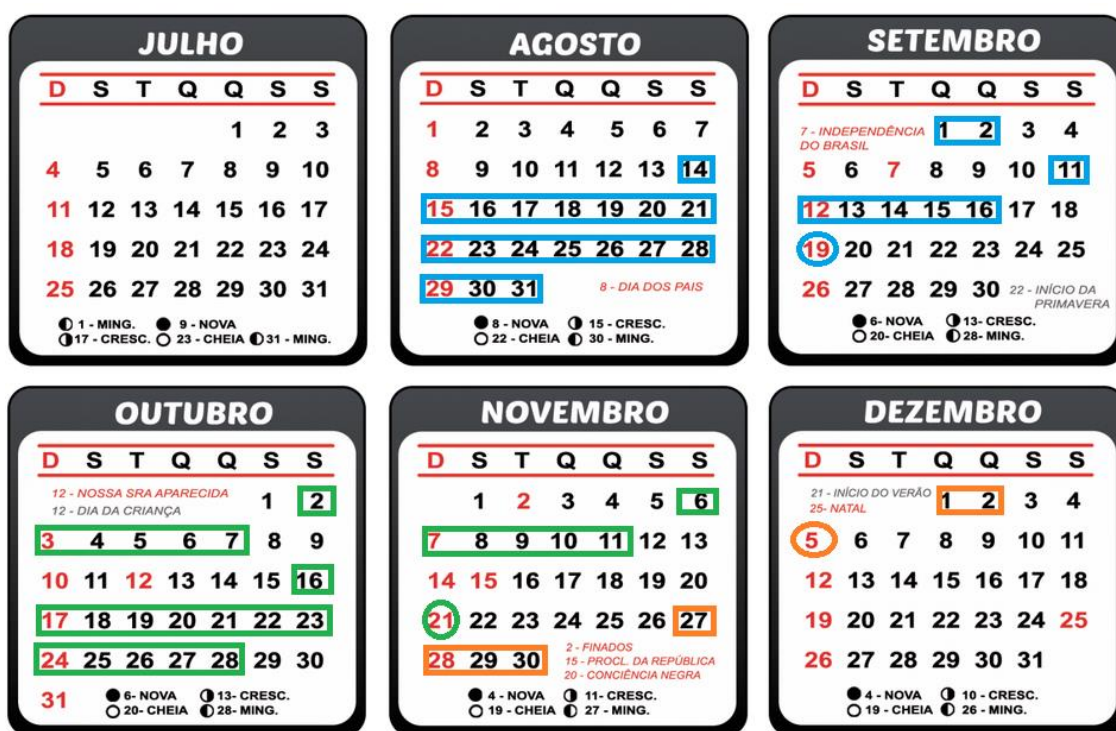 JULHO
D S T Q Q S S
1 2 3
4 5 6 7 8 9 10
11 12 13 14 15 16 17
18 19 20 21 22 23 24
25 26 27 28 29 30 31
1 - MING. 9 - NOVA
17 - CRESC. 23 - CHEIA 31 - MING.
AGOSTO
D S T Q Q S S
1 2 3 4 5 6 7
8 9 10 11 12 13 14
15 16 17 18 19 20 21
22 23 24 25 26 27 28
29 30 31 8 - DIA DOS PAIS
8 - NOVA 15 - CRESC.
22 - CHEIA 30 - MING.
SETEMBRO
D S T Q Q S S
7 - INDEPENDÊNCIA
DO BRASIL
1 2 3 4
5 6 7 8 9 10 11
12 13 14 15 16 17 18
19 20 21 22 23 24 25
26 27 28 29 30 22 - INÍCIO DA
PRIMAVERA
6- NOVA 13- CRESC.
20- CHEIA 28- MING.
OUTUBRO
D S T Q Q S S
12 - NOSSA SRA APARECIDA
12 - DIA DA CRIANÇA
1 2
3 4 5 6 7 8 9
10 11 12 13 14 15 16
17 18 19 20 21 22 23
24 25 26 27 28 29 30
31 6- NOVA 13- CRESC.
20- CHEIA 28- MING.
NOVEMBRO
D S T Q Q S S
1 2 3 4 5 6
7 8 9 10 11 12 13
14 15 16 17 18 19 20
21 22 23 24 25 26 27
28 29 30
2 - FINADOS
15 - PROCL. DA REPÚBLICA
20 - CONCIÊNCIA NEGRA
4 - NOVA 11- CRESC.
19 - CHEIA 27 - MING.
DEZEMBRO
D S T Q Q S S
21 - INÍCIO DO VERÃO
25- NATAL
1 2 3 4
5 6 7 8 9 10 11
12 13 14 15 16 17 18
19 20 21 22 23 24 25
26 27 28 29 30 31
4 - NOVA 10 - CRESC.
19 - CHEIA 26 - MING.